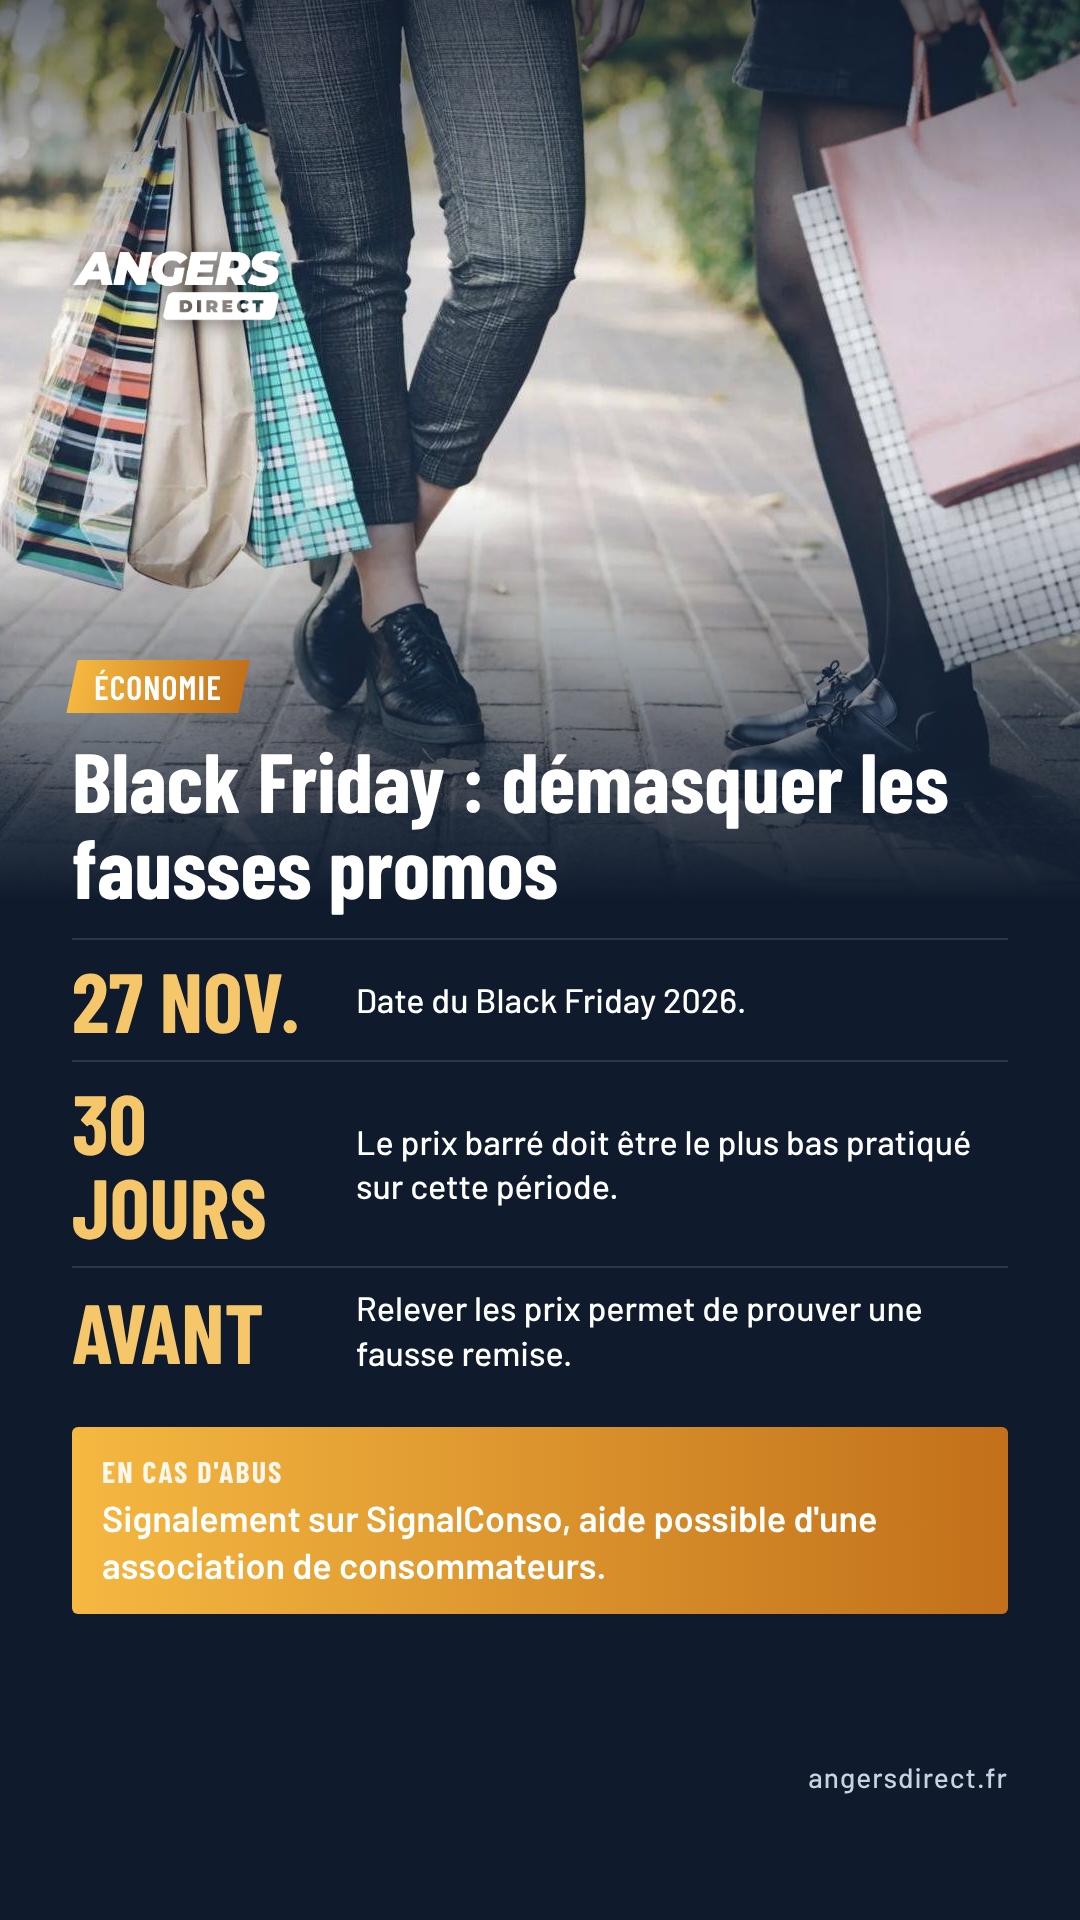 ANGERS
DIRECT
ÉCONOMIE
Black Friday : démasquer les
fausses promos
27 NOV.
Date du Black Friday 2026.
30
JOURS
Le prix barré doit être le plus bas pratiqué
sur cette période.
AVANT
Relever les prix permet de prouver une
fausse remise.
EN CAS D'ABUS
Signalement sur SignalConso, aide possible d'une
association de consommateurs.
angersdirect.fr